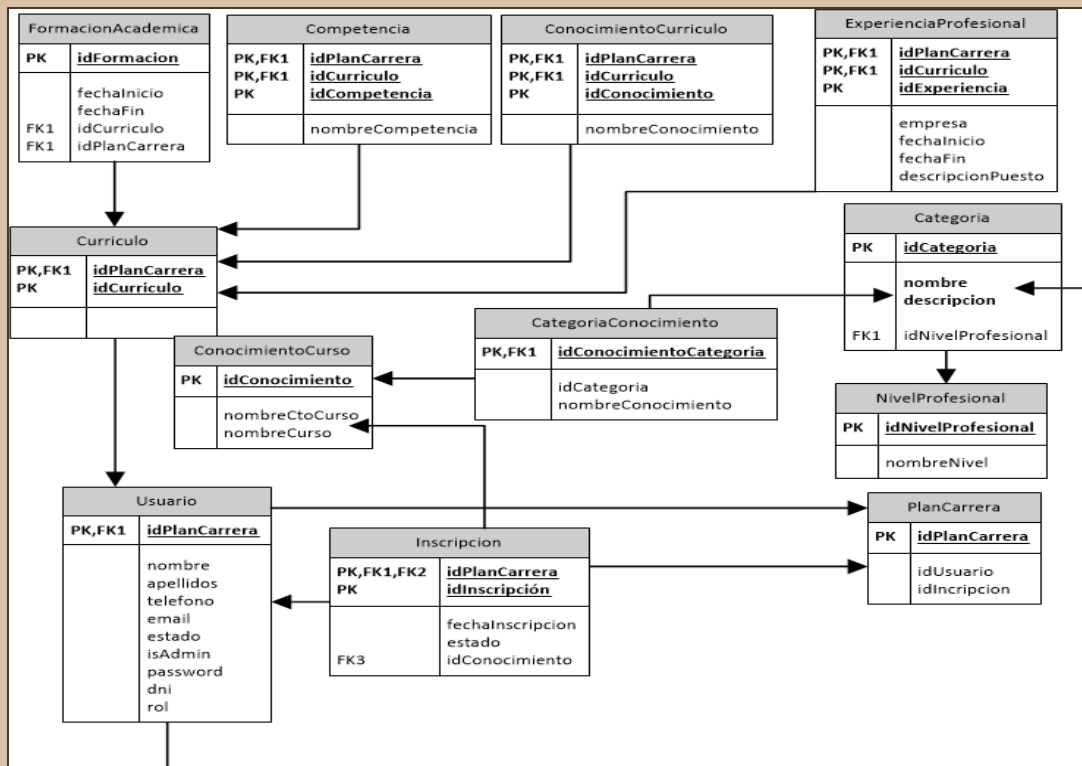 FormacionAcademica
PK idFormacion
fechaInicio
fechaFin
FK1 idCurriculo
FK1 idPlanCarrera
Competencia
PK,FK1 idPlanCarrera
PK,FK1 idCurriculo
PK idCompetencia
nombreCompetencia
ConocimientoCurriculo
PK,FK1 idPlanCarrera
PK,FK1 idCurriculo
PK idConocimiento
nombreConocimiento
ExperienciaProfesional
PK,FK1 idPlanCarrera
PK,FK1 idCurriculo
PK idExperiencia
empresa
fechaInicio
fechaFin
descripcionPuesto
Curriculo
PK,FK1 idPlanCarrera
PK idCurriculo
Categoria
PK idCategoria
nombre
descripcion
FK1 idNivelProfesional
ConocimientoCurso
PK idConocimiento
nombreCtoCurso
nombreCurso
CategoriaConocimiento
PK,FK1 idConocimientoCategoria
idCategoria
nombreConocimiento
NivelProfesional
PK idNivelProfesional
nombreNivel
Usuario
PK,FK1 idPlanCarrera
nombre
apellidos
telefono
email
estado
isAdmin
password
dni
rol
Inscripcion
PK,FK1,FK2 idPlanCarrera
PK idInscripción
fechaInscripcion
estado
FK3 idConocimiento
PlanCarrera
PK idPlanCarrera
idUsuario
idIncripcion